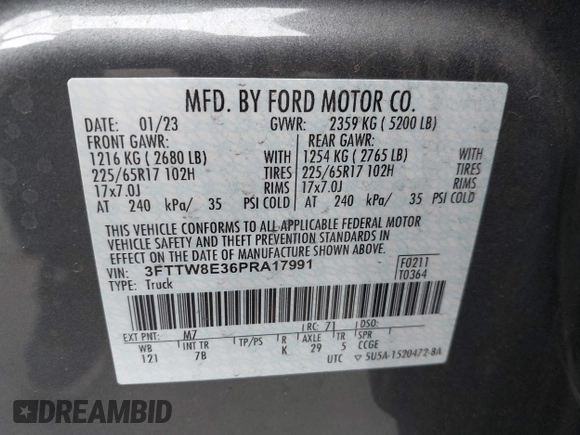 MFD. BY FORD MOTOR CO.
DATE: 01/23 GVWR: 2359 KG ( 5200 LB)
FRONT GAWR: REAR GAWR:
1216 KG ( 2680 LB) WITH 1254 KG ( 2765 LB) WITH
225/65R17 102H TIRES 225/65R17 102H TIRES
17x7.0J RIMS 17x7.0J RIMS
AT 240 kPa/ 35 PSI COLD AT 240 kPa/ 35 PSI COLD
THIS VEHICLE CONFORMS TO ALL APPLICABLE FEDERAL MOTOR
VEHICLE SAFETY AND THEFT PREVENTION STANDARDS IN
EFFECT ON THE DATE OF MANUFACTURE SHOWN ABOVE.
VIN: 3FTTW8E36PRA17991 F0211
TYPE: Truck T0364
EXT PNT: M7 RC: 71 DSO:
WB INT TR TP/PS R AXLE TR CCGE
121 7B K 29 5 UTC ▽ 5U5A-1520472-BA
DREAMBID